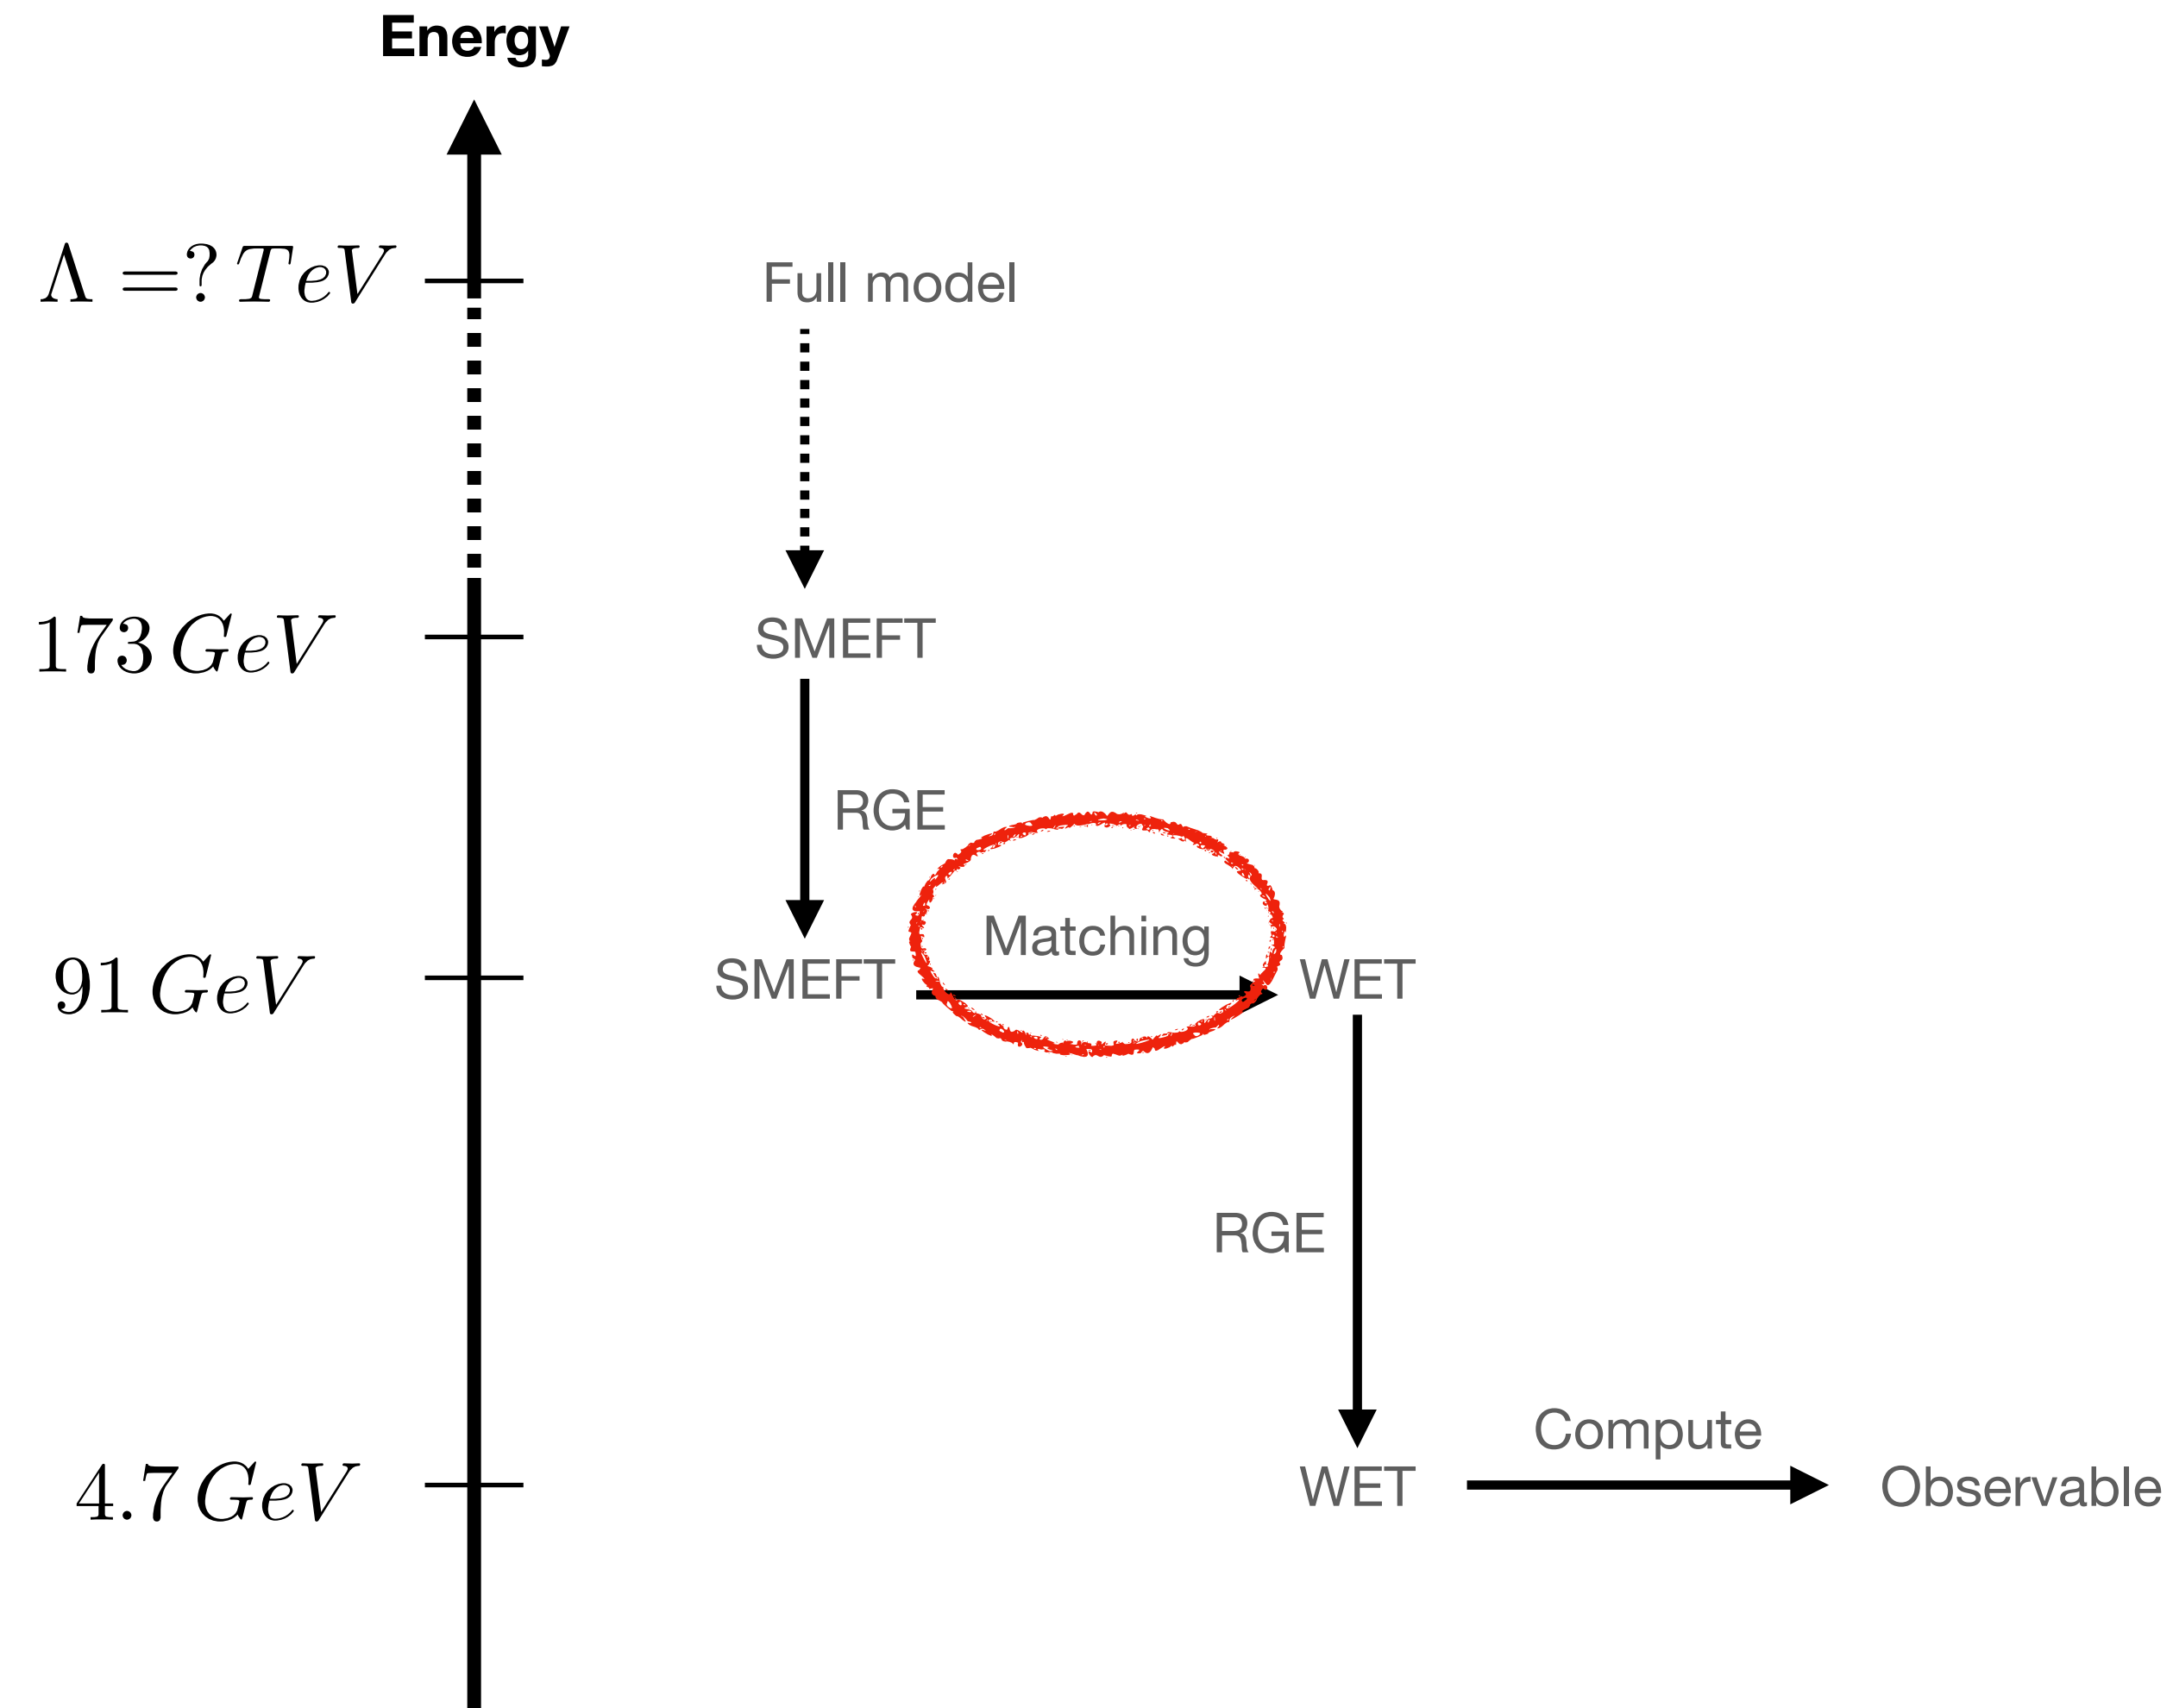 Energy
Λ =? TeV
Full model
173 GeV
SMEFT
RGE
Matching
91 GeV
SMEFT
WET
RGE
Compute
4.7 GeV
WET
Observable